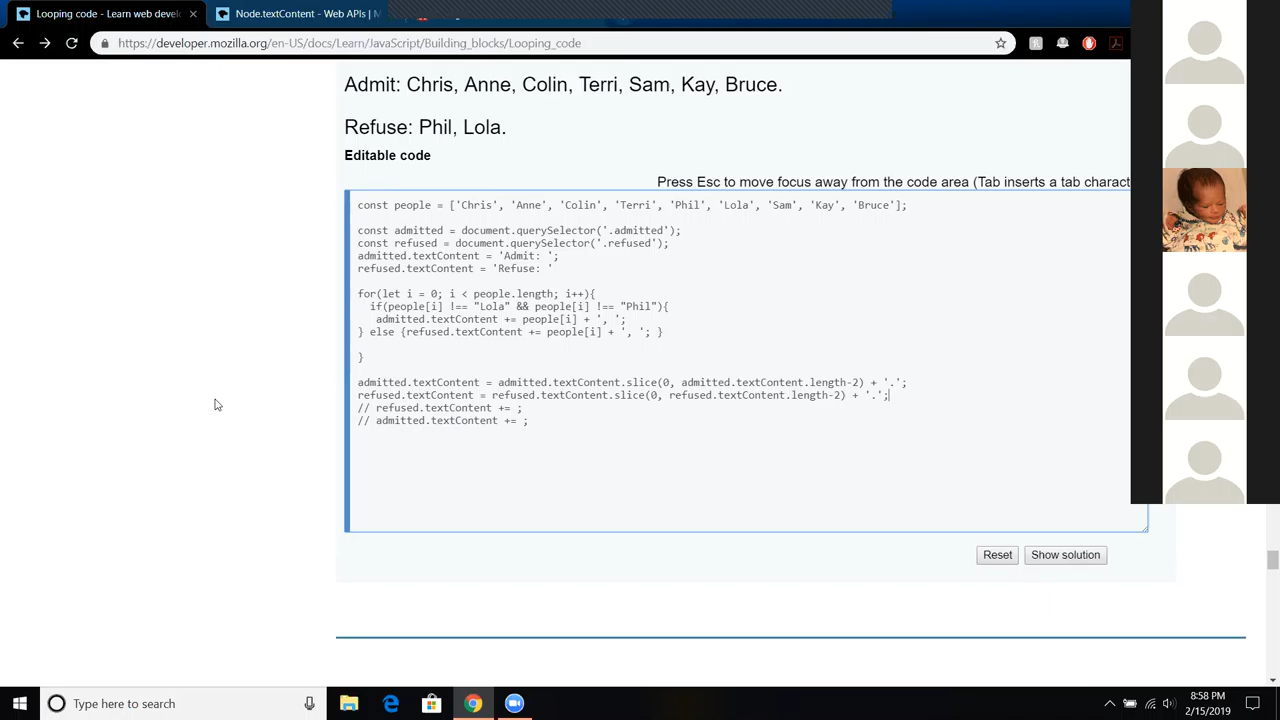 Looping code - Learn web devel
Node.textContent - Web APIs | M
https://developer.mozilla.org/en-US/docs/Learn/JavaScript/Building_blocks/Looping_code
Admit: Chris, Anne, Colin, Terri, Sam, Kay, Bruce.
Refuse: Phil, Lola.
Editable code
Press Esc to move focus away from the code area (Tab inserts a tab characte
const people = ['Chris', 'Anne', 'Colin', 'Terri', 'Phil', 'Lola', 'Sam', 'Kay', 'Bruce'];
const admitted = document.querySelector('.admitted');
const refused = document.querySelector('.refused');
admitted.textContent = 'Admit: ';
refused.textContent = 'Refuse: '
for(let i = 0; i < people.length; i++){
if(people[i] !== "Lola" && people[i] !== "Phil"){
admitted.textContent += people[i] + ', ';
} else {refused.textContent += people[i] + ', '; }
}
admitted.textContent = admitted.textContent.slice(0, admitted.textContent.length-2) + '.';
refused.textContent = refused.textContent.slice(0, refused.textContent.length-2) + '.';
// refused.textContent += ;
// admitted.textContent += ;
Reset
Show solution
Type here to search
8:58 PM
2/15/2019